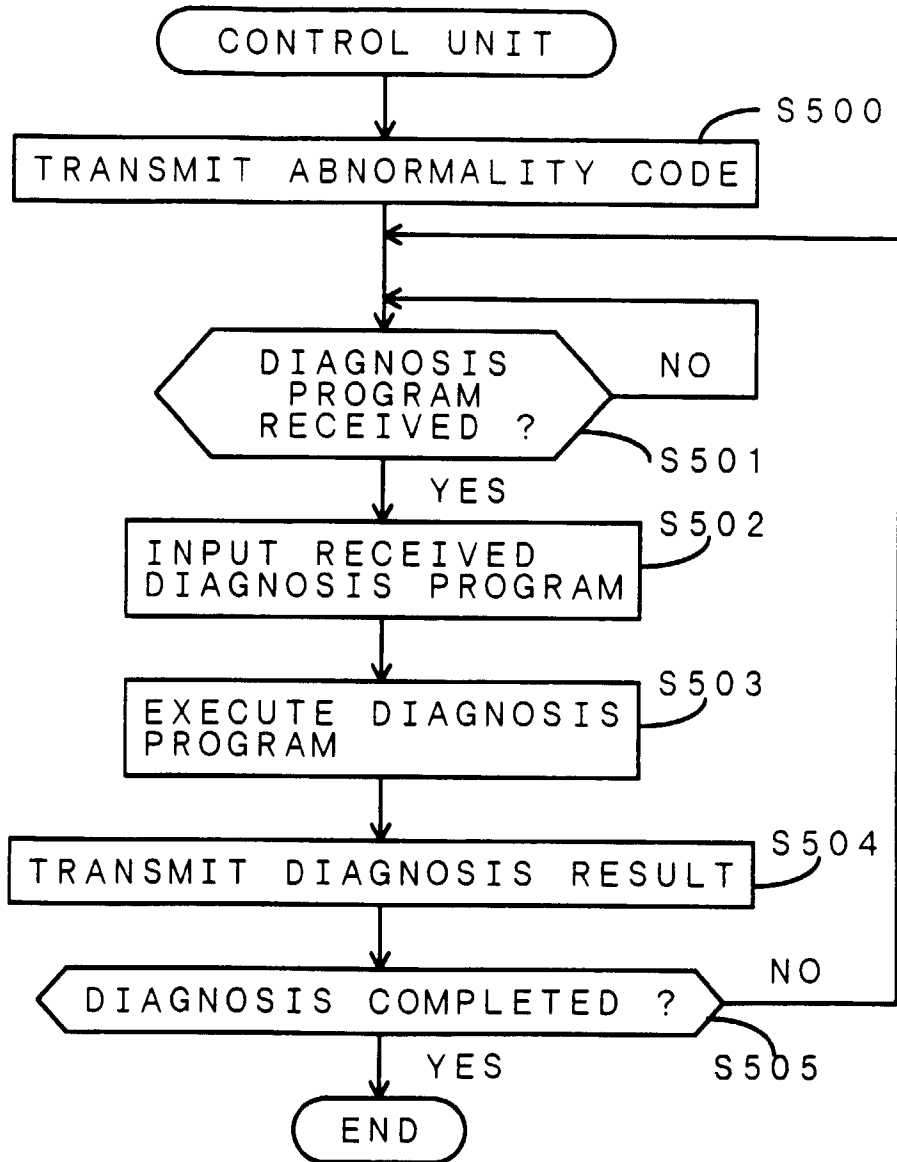 CONTROL UNIT
S500
TRANSMIT ABNORMALITY CODE
DIAGNOSIS
PROGRAM
RECEIVED ?
NO
S501
YES
S502
INPUT RECEIVED
DIAGNOSIS PROGRAM
S503
EXECUTE DIAGNOSIS
PROGRAM
S504
TRANSMIT DIAGNOSIS RESULT
NO
DIAGNOSIS COMPLETED ?
S505
YES
END